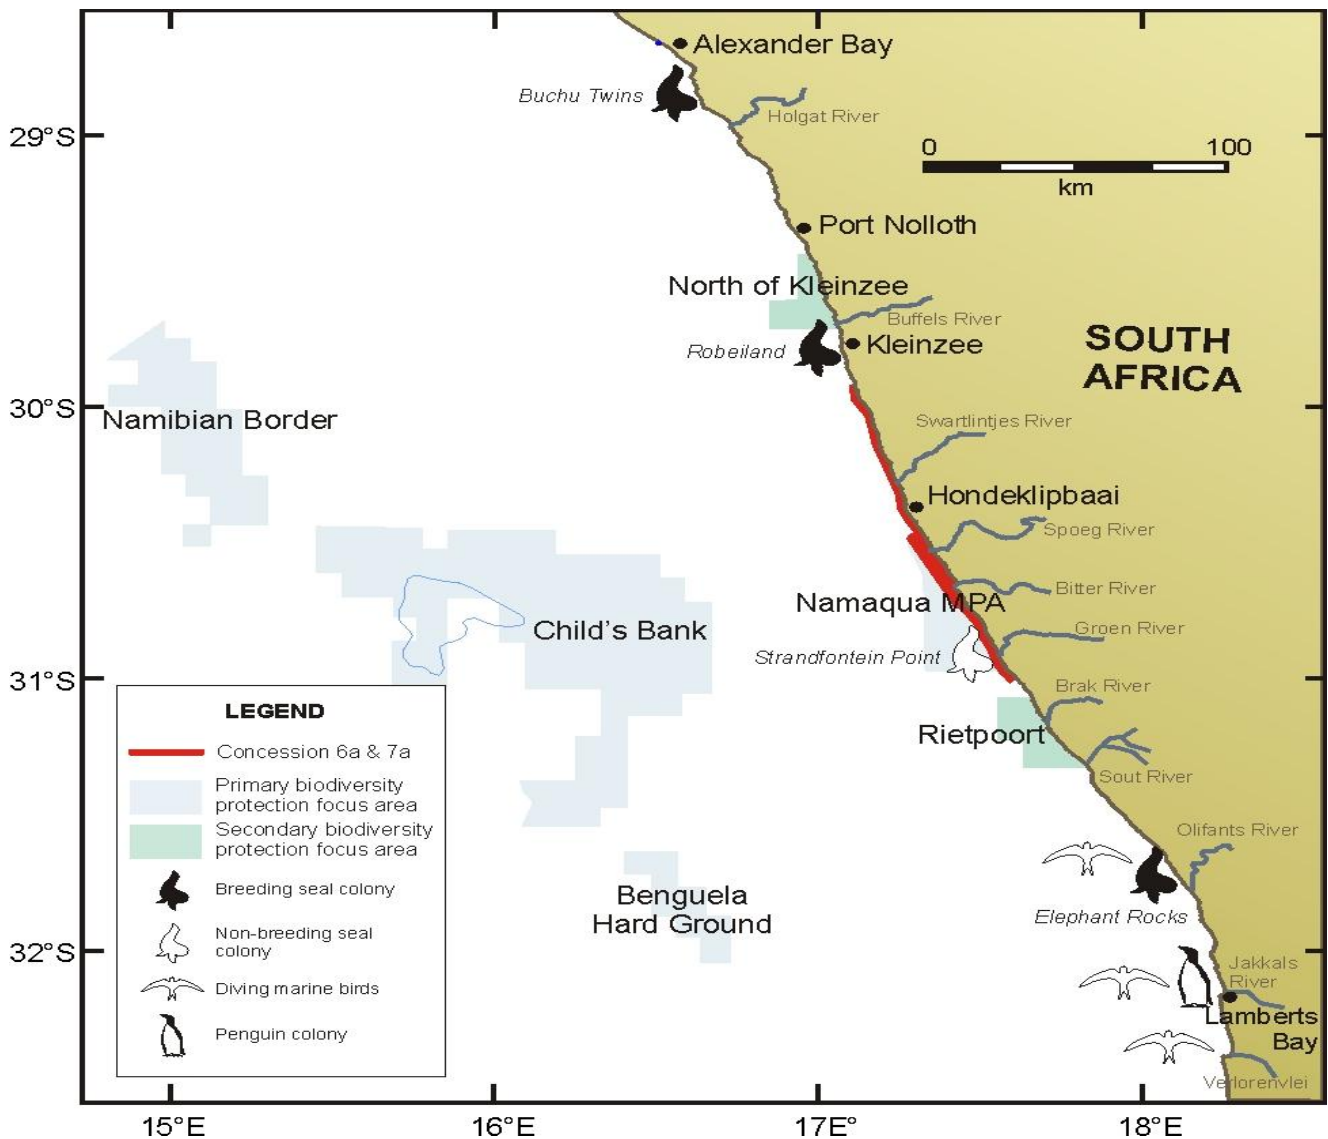 Alexander Bay
Buchu Twins
Holgat River
29°S
0
100
km
Port Nolloth
North of Kleinzee
Buffels River
Robeiland
Kleinzee
SOUTH
AFRICA
30°S
Namibian Border
Swartlintjes River
Hondeklipbaai
Spoeg River
Bitter River
Namaqua MPA
Child's Bank
Groen River
Strandfontein Point
31°S
Brak River
Rietpoort
Sout River
LEGEND
Concession 6a & 7a
Primary biodiversity
protection focus area
Secondary biodiversity
protection focus area
Breeding seal colony
Non-breeding seal
colony
Diving marine birds
Penguin colony
Olifants River
Benguela
Hard Ground
Elephant Rocks
32°S
Jakkals
River
Lamberts
Bay
Verlorenvlei
15°E
16°E
17E°
18°E